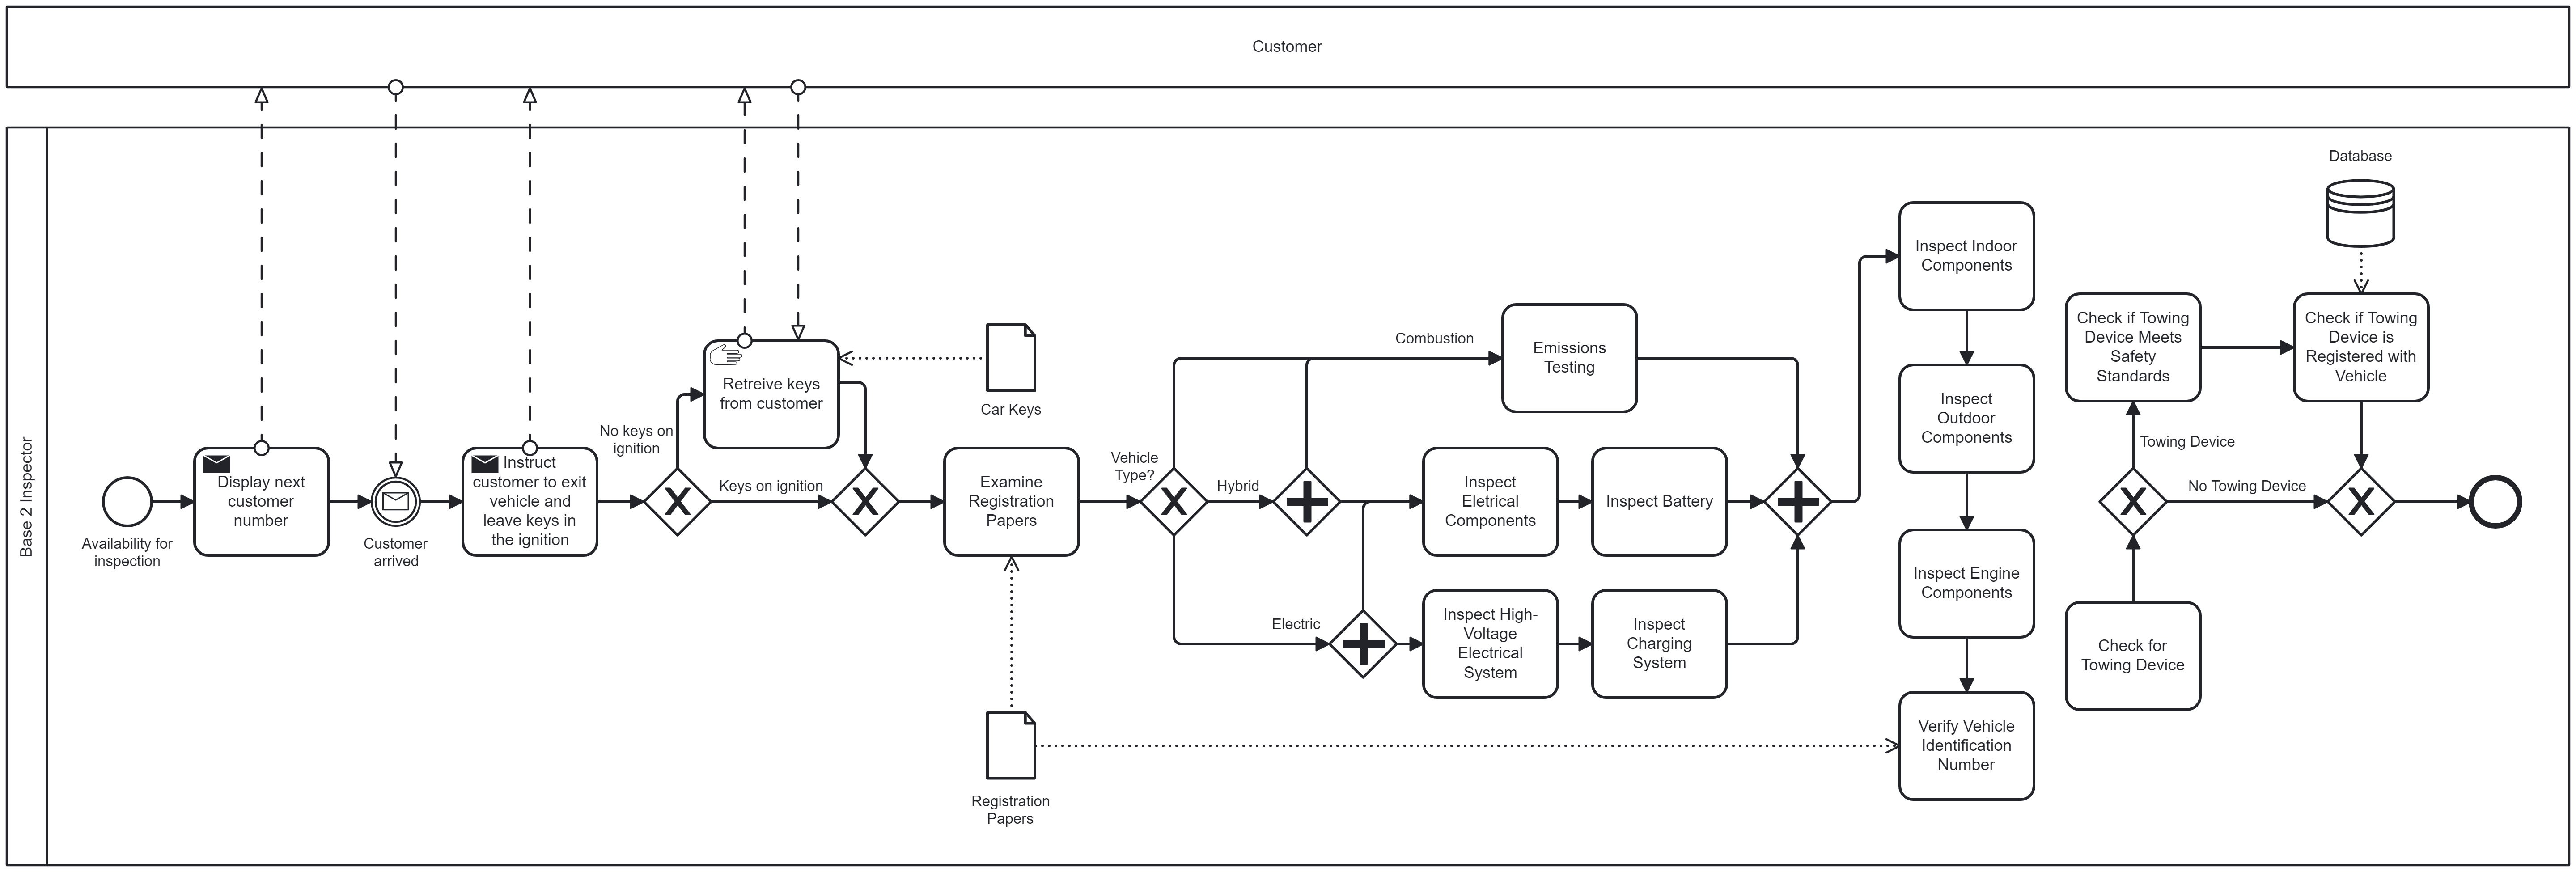 Customer
Base 2 Inspector
Availability for
inspection
Display next
customer
number
Customer
arrived
Instruct
customer to exit
vehicle and
leave keys in
the ignition
No keys on
ignition
Keys on ignition
Retreive keys
from customer
Car Keys
Examine
Registration
Papers
Registration
Papers
Vehicle
Type?
Combustion
Hybrid
Electric
Emissions
Testing
Inspect
Eletrical
Components
Inspect Battery
Inspect High-
Voltage
Electrical
System
Inspect
Charging
System
Inspect Indoor
Components
Inspect
Outdoor
Components
Inspect Engine
Components
Verify Vehicle
Identification
Number
Check for
Towing Device
Towing Device
No Towing Device
Check if Towing
Device Meets
Safety
Standards
Check if Towing
Device is
Registered with
Vehicle
Database